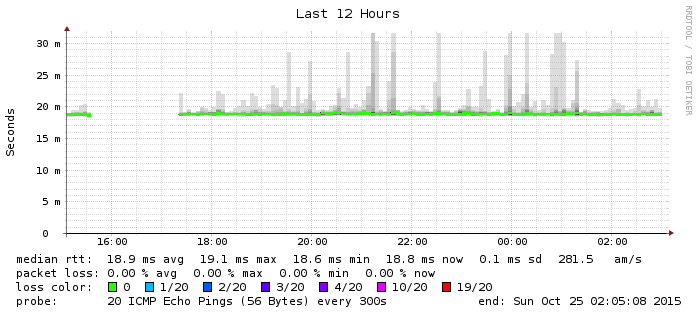 Last 12 Hours
RRDTOOL / TOBI OETIKER
Seconds
30 m
25 m
20 m
15 m
10 m
5 m
0
16:00 18:00 20:00 22:00 00:00 02:00
median rtt: 18.9 ms avg 19.1 ms max 18.6 ms min 18.8 ms now 0.1 ms sd 281.5 am/s
packet loss: 0.00 % avg 0.00 % max 0.00 % min 0.00 % now
loss color: 0 1/20 2/20 3/20 4/20 10/20 19/20
probe: 20 ICMP Echo Pings (56 Bytes) every 300s end: Sun Oct 25 02:05:08 2015